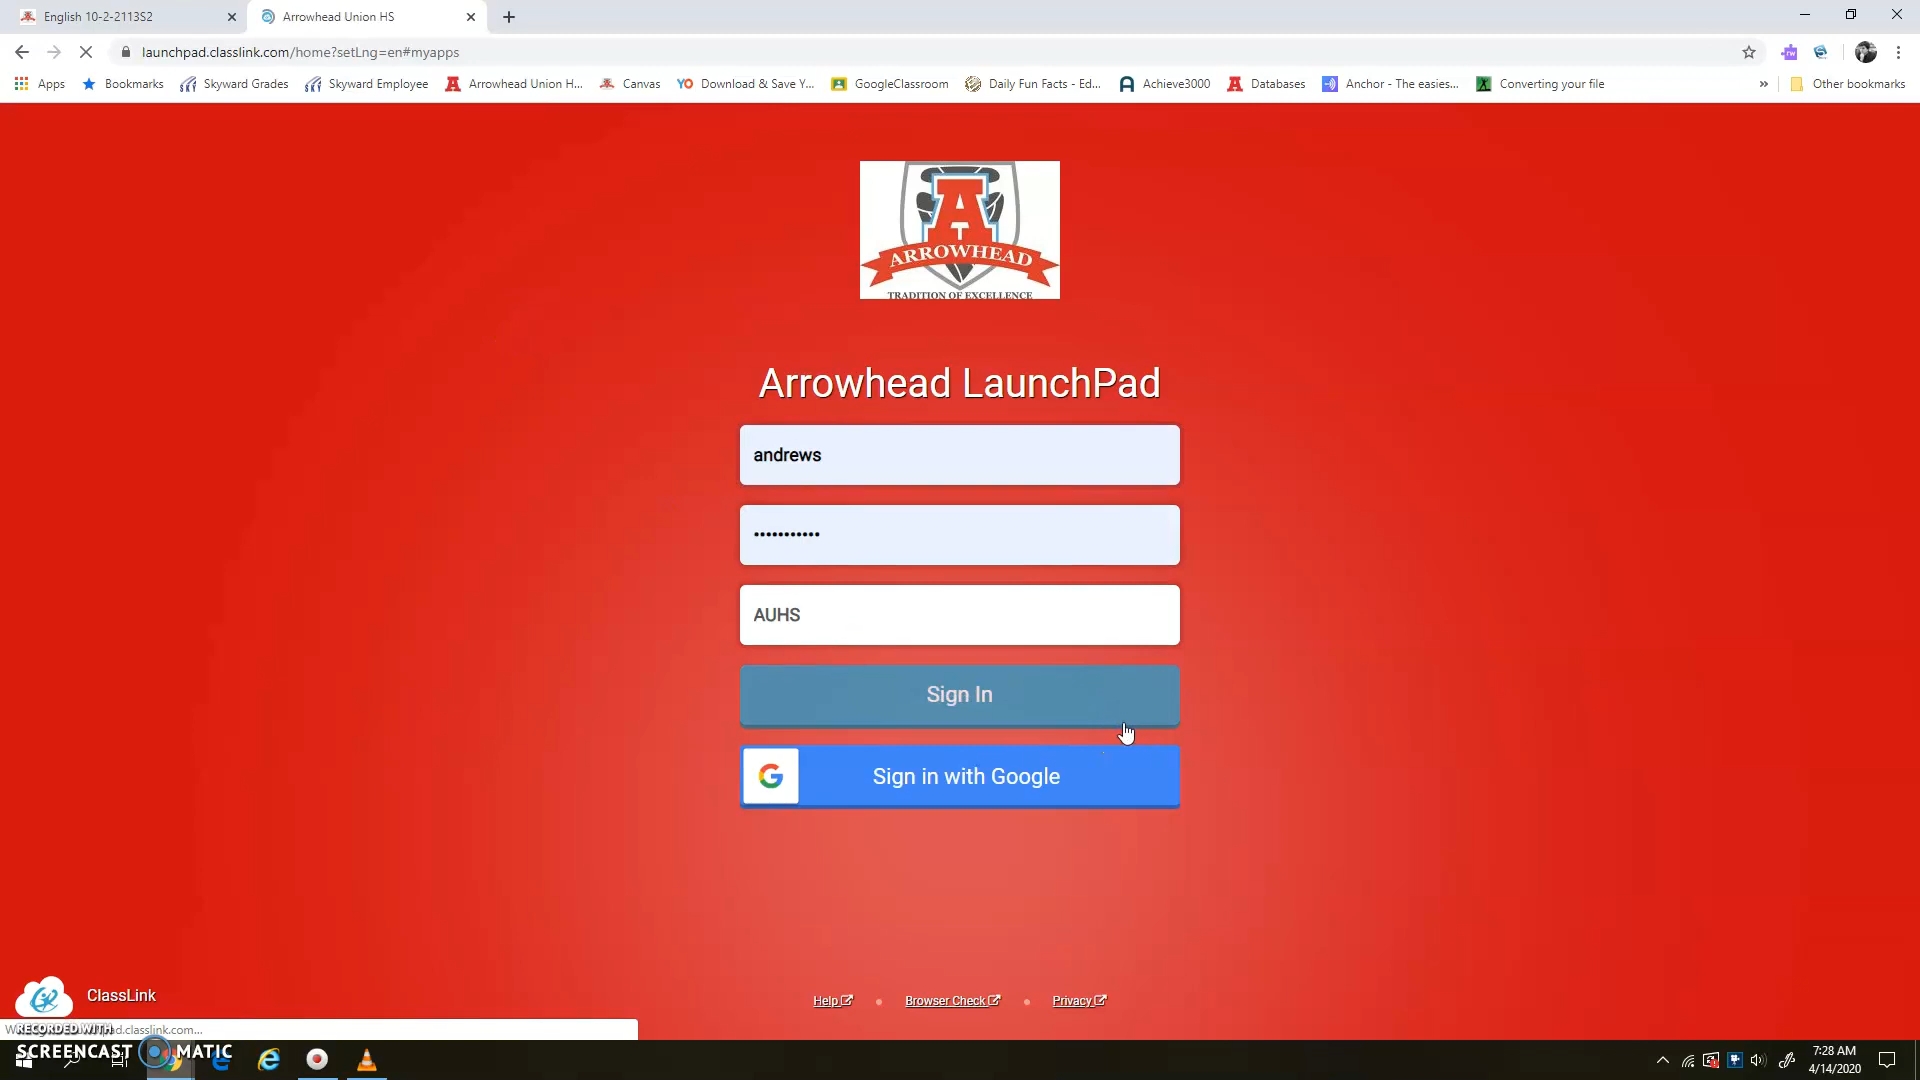 English 10-2-2113S2
Arrowhead Union HS
launchpad.classlink.com/home?setLng=en#myapps
Apps
Bookmarks
Skyward Grades
Skyward Employee
Arrowhead Union H...
Canvas
YO Download & Save Y...
GoogleClassroom
Daily Fun Facts - Ed...
Achieve3000
Databases
Anchor - The easies...
Converting your file
»
Other bookmarks
A
ARROWHEAD
TRADITION OF EXCELLENCE
Arrowhead LaunchPad
andrews
•••••••••••
AUHS
Sign In
G Sign in with Google
ClassLink
Help • Browser Check • Privacy
RECORDED WITH
SCREENCAST MATIC
7:28 AM
4/14/2020